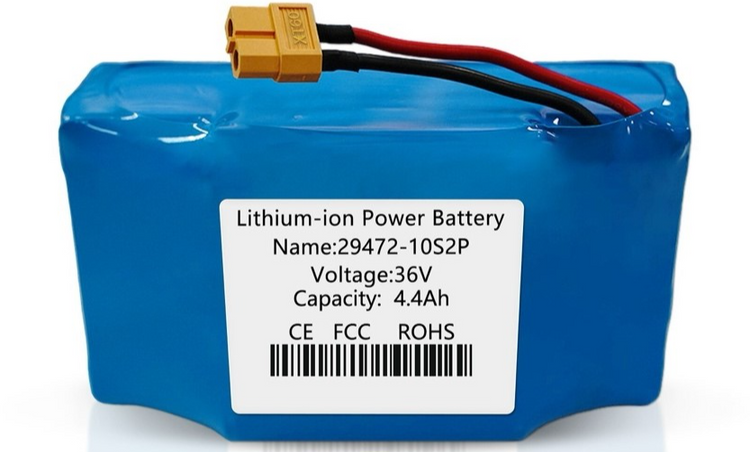 XT60
Lithium-ion Power Battery
Name:29472-10S2P
Voltage:36V
Capacity: 4.4Ah
CE FCC ROHS